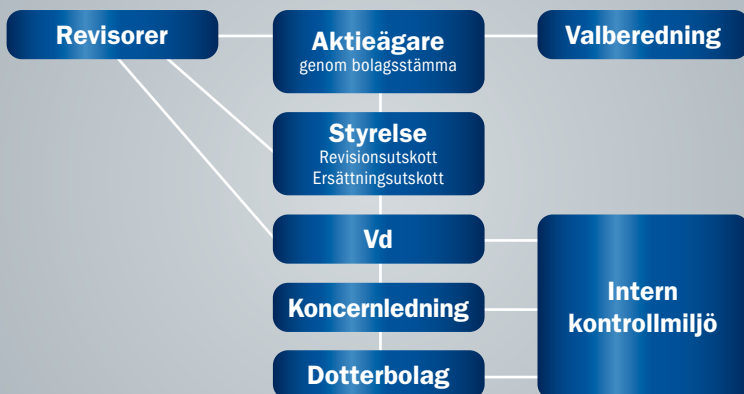 Revisorer
Aktieägare
genom bolagsstämma
Valberedning
Styrelse
Revisionsutskott
Ersättningsutskott
Vd
Koncernledning
Dotterbolag
Intern
kontrollmiljö